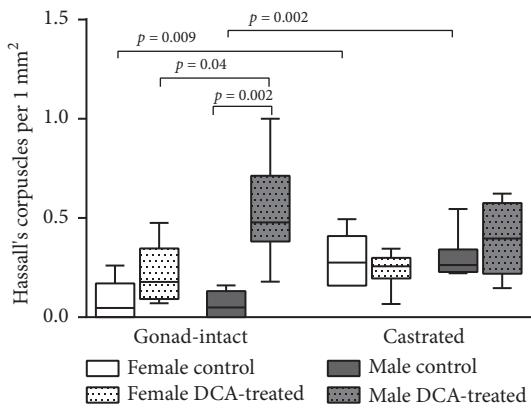 1.5
p = 0.002
p = 0.009
p = 0.04
1.0
p = 0.002
Hassall's corpuscles per 1 mm²
0.5
0.0
Gonad-intact Castrated
Female control Male control
Female DCA-treated Male DCA-treated